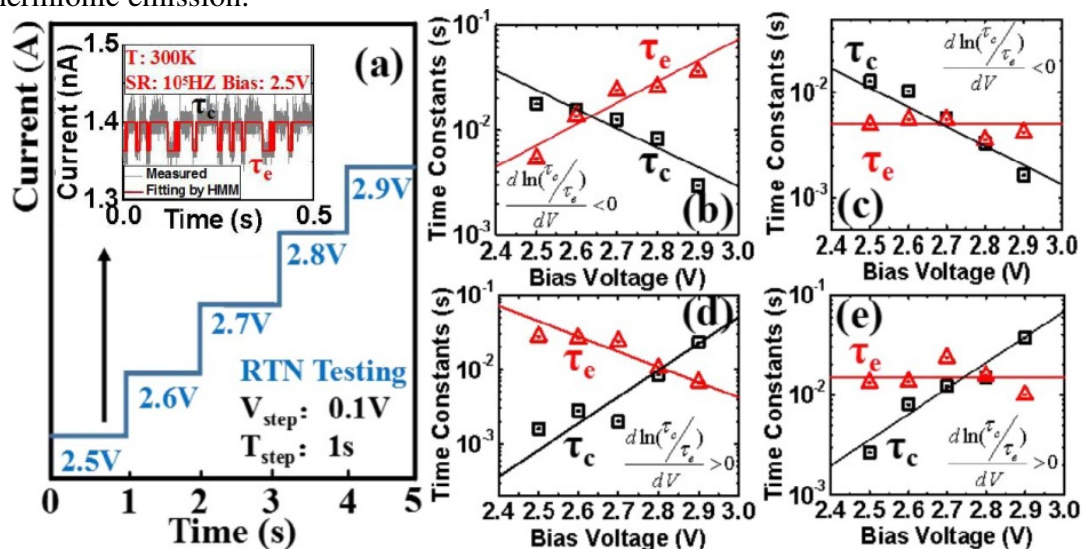 Current (A)
(a)
1.5
1.4
1.3
Current (nA)
T: 300K
SR: 10⁵HZ Bias: 2.5V
τc
τe
Measured
Fitting by HMM
0.0
0.5
Time (s)
2.5V
2.6V
2.7V
2.8V
2.9V
RTN Testing
Vstep: 0.1V
Tstep: 1s
0 1 2 3 4 5
Time (s)
Time Constants (s)
10⁻¹
10⁻²
10⁻³
τe
τc
d ln(τc/τe)/dV <0
(b)
2.4 2.5 2.6 2.7 2.8 2.9 3.0
Bias Voltage (V)
Time Constants (s)
10⁻²
10⁻³
τc
τe
d ln(τc/τe)/dV <0
(c)
2.4 2.5 2.6 2.7 2.8 2.9 3.0
Bias Voltage (V)
Time Constants (s)
10⁻¹
10⁻²
10⁻³
(d)
τe
τc
d ln(τc/τe)/dV >0
2.4 2.5 2.6 2.7 2.8 2.9 3.0
Bias Voltage (V)
Time Constants (s)
10⁻¹
10⁻²
10⁻³
(e)
τe
τc
d ln(τc/τe)/dV >0
2.4 2.5 2.6 2.7 2.8 2.9 3.0
Bias Voltage (V)